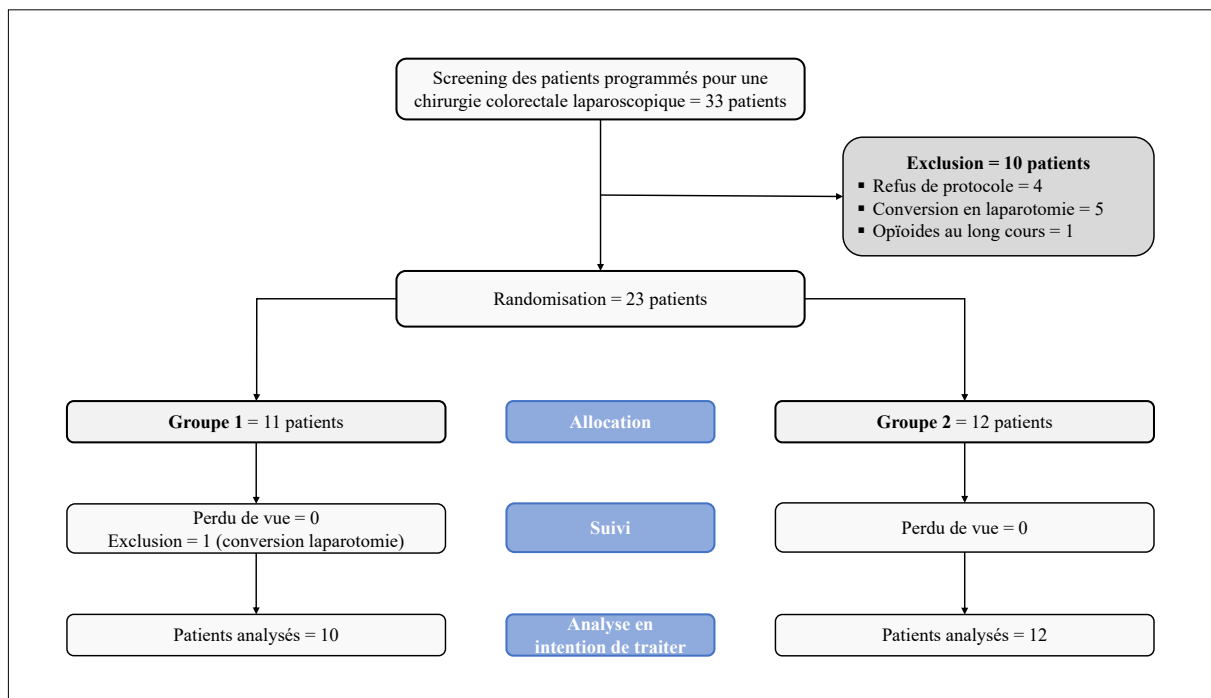 Screening des patients programmés pour une
chirurgie colorectale laparoscopique = 33 patients
Exclusion = 10 patients
▪ Refus de protocole = 4
▪ Conversion en laparotomie = 5
▪ Opïoides au long cours = 1
Randomisation = 23 patients
Groupe 1 = 11 patients
Allocation
Groupe 2 = 12 patients
Perdu de vue = 0
Exclusion = 1 (conversion laparotomie)
Suivi
Perdu de vue = 0
Patients analysés = 10
Analyse en
intention de traiter
Patients analysés = 12